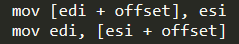 mov [edi + offset], esi
mov edi, [esi + offset]